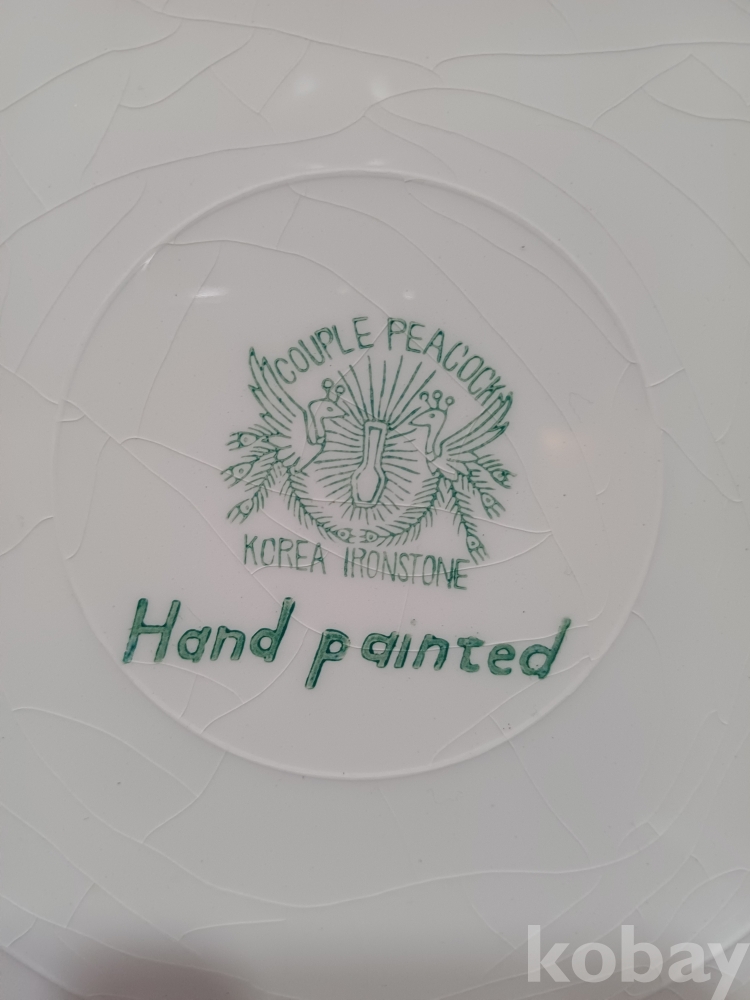 COUPLE PEACOCK
KOREA IRONSTONE
Hand painted
kobay